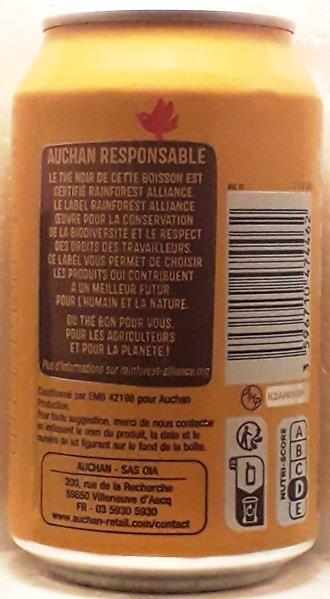 AUCHAN RESPONSABLE
LE THÉ NOIR DE CETTE BOISSON EST
CERTIFIÉ RAINFOREST ALLIANCE.
LE LABEL RAINFOREST ALLIANCE
ŒUVRE POUR LA CONSERVATION
DE LA BIODIVERSITÉ ET LE RESPECT
DES DROITS DES TRAVAILLEURS.
CE LABEL VOUS PERMET DE CHOISIR
LES PRODUITS QUI CONTRIBUENT
À UN MEILLEUR FUTUR
POUR L'HUMAIN ET LA NATURE.
DU THÉ BON POUR VOUS,
POUR LES AGRICULTEURS
ET POUR LA PLANÈTE !
Plus d'informations sur rainforest-alliance.org
Conditionné par EMB 42198 pour Auchan
Production.
Pour toute suggestion, merci de nous contacter
en indiquant le nom du produit, la date et le
numéro de lot figurant sur le fond de la boîte.
AUCHAN - SAS OIA
200, rue de la Recherche
59650 Villeneuve d'Ascq
FR - 03 5930 5930
www.auchan-retail.com/contact
3 596710 474462
NUTRI-SCORE
A
B
C
D
E